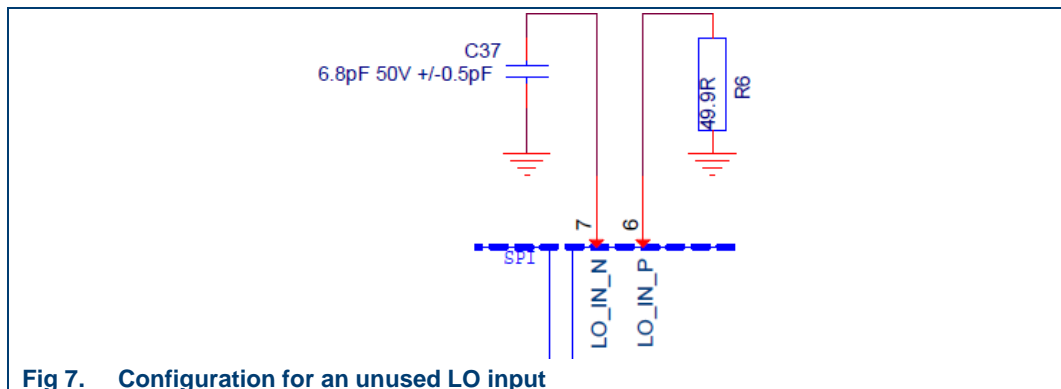 C37
6.8pF 50V +/-0.5pF
49.9R
R6
7
6
SPI
LO_IN_N
LO_IN_P
Fig 7. Configuration for an unused LO input